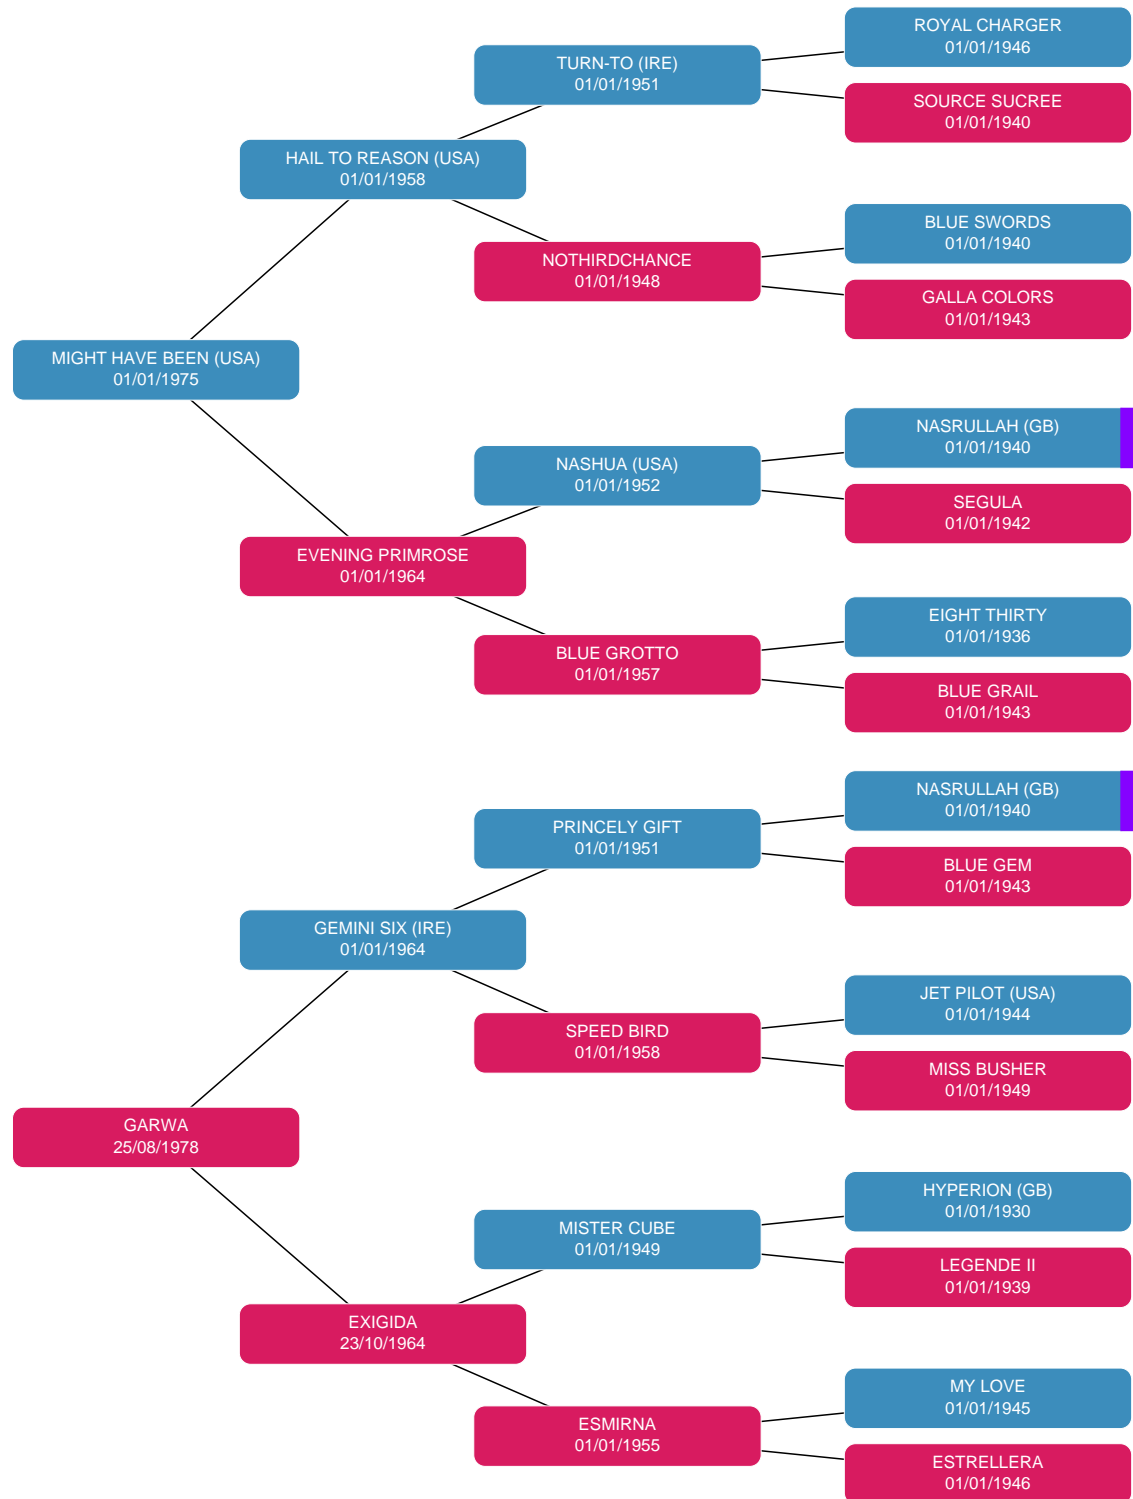 ROYAL CHARGER
01/01/1946
TURN-TO (IRE)
01/01/1951
SOURCE SUCREE
01/01/1940
HAIL TO REASON (USA)
01/01/1958
BLUE SWORDS
01/01/1940
NOTHIRDCHANCE
01/01/1948
GALLA COLORS
01/01/1943
MIGHT HAVE BEEN (USA)
01/01/1975
NASRULLAH (GB)
01/01/1940
NASHUA (USA)
01/01/1952
SEGULA
01/01/1942
EVENING PRIMROSE
01/01/1964
EIGHT THIRTY
01/01/1936
BLUE GROTTO
01/01/1957
BLUE GRAIL
01/01/1943
NASRULLAH (GB)
01/01/1940
PRINCELY GIFT
01/01/1951
BLUE GEM
01/01/1943
GEMINI SIX (IRE)
01/01/1964
JET PILOT (USA)
01/01/1944
SPEED BIRD
01/01/1958
MISS BUSHER
01/01/1949
GARWA
25/08/1978
HYPERION (GB)
01/01/1930
MISTER CUBE
01/01/1949
LEGENDE II
01/01/1939
EXIGIDA
23/10/1964
MY LOVE
01/01/1945
ESMIRNA
01/01/1955
ESTRELLERA
01/01/1946